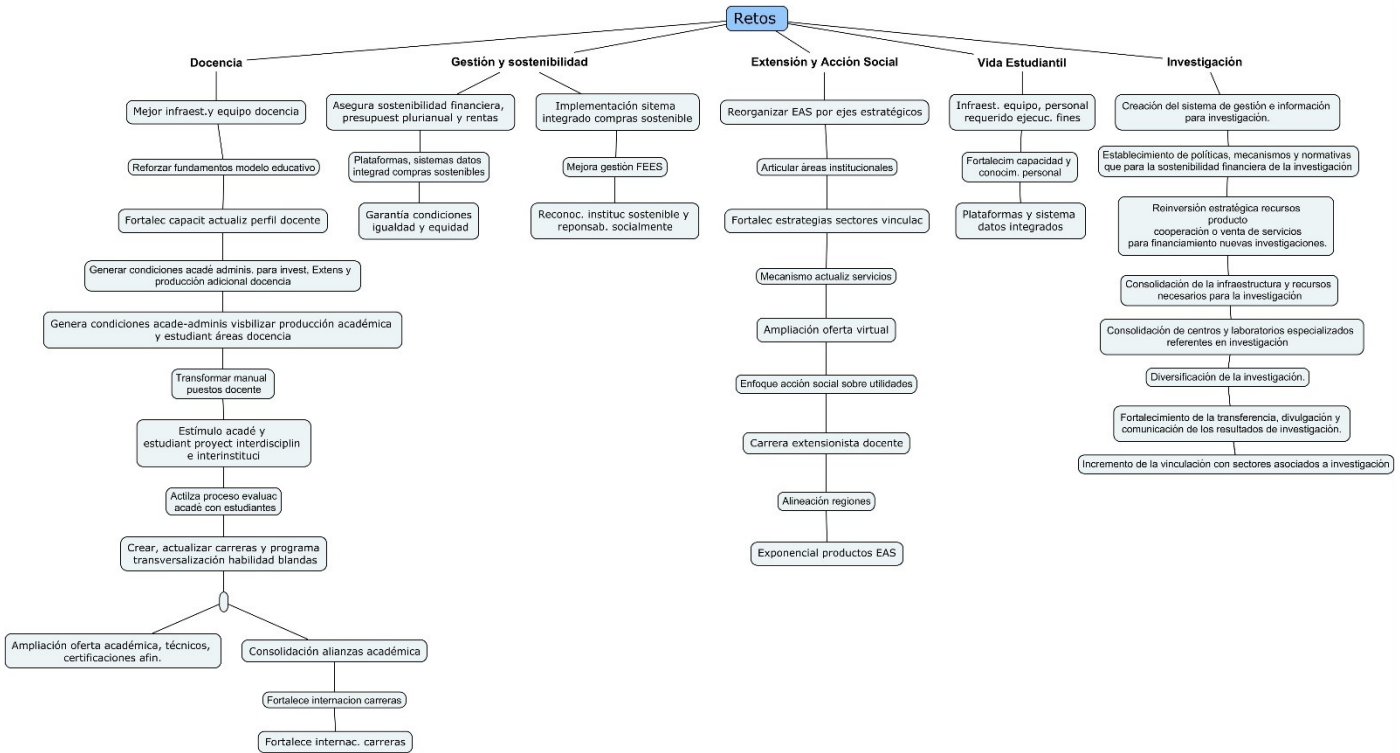 Retos
Docencia
Mejor infraest.y equipo docencia
Reforzar fundamentos modelo educativo
Fortalec capacit actualiz perfil docente
Generar condiciones acadé adminis. para invest, Extens y
producción adicional docencia
Genera condiciones acade-adminis visbilizar producción académica
y estudiant áreas docencia
Transformar manual
puestos docente
Estímulo acadé y
estudiant proyect interdisciplin
e interinstituci
Actilza proceso evaluac
acadé con estudiantes
Crear, actualizar carreras y programa
transversalización habilidad blandas
Ampliación oferta académica, técnicos,
certificaciones afin.
Consolidación alianzas académica
Fortalece internacion carreras
Fortalece internac. carreras
Gestión y sostenibilidad
Asegura sostenibilidad financiera,
presupuest plurianual y rentas
Plataformas, sistemas datos
integrad compras sostenibles
Garantía condiciones
igualdad y equidad
Implementación sitema
integrado compras sostenible
Mejora gestión FEES
Reconoc. instituc sostenible y
reponsab. socialmente
Extensión y Acción Social
Reorganizar EAS por ejes estratégicos
Articular áreas institucionales
Fortalec estrategias sectores vinculac
Mecanismo actualiz servicios
Ampliación oferta virtual
Enfoque acción social sobre utilidades
Carrera extensionista docente
Alineación regiones
Exponencial productos EAS
Vida Estudiantil
Infraest. equipo, personal
requerido ejecuc. fines
Fortalecim capacidad y
conocim. personal
Plataformas y sistema
datos integrados
Investigación
Creación del sistema de gestión e información
para investigación.
Establecimiento de políticas, mecanismos y normativas
que para la sostenibilidad financiera de la investigación
Reinversión estratégica recursos
producto
cooperación o venta de servicios
para financiamiento nuevas investigaciones.
Consolidación de la infraestructura y recursos
necesarios para la investigación
Consolidación de centros y laboratorios especializados
referentes en investigación
Diversificación de la investigación.
Fortalecimiento de la transferencia, divulgación y
comunicación de los resultados de investigación.
Incremento de la vinculación con sectores asociados a investigación